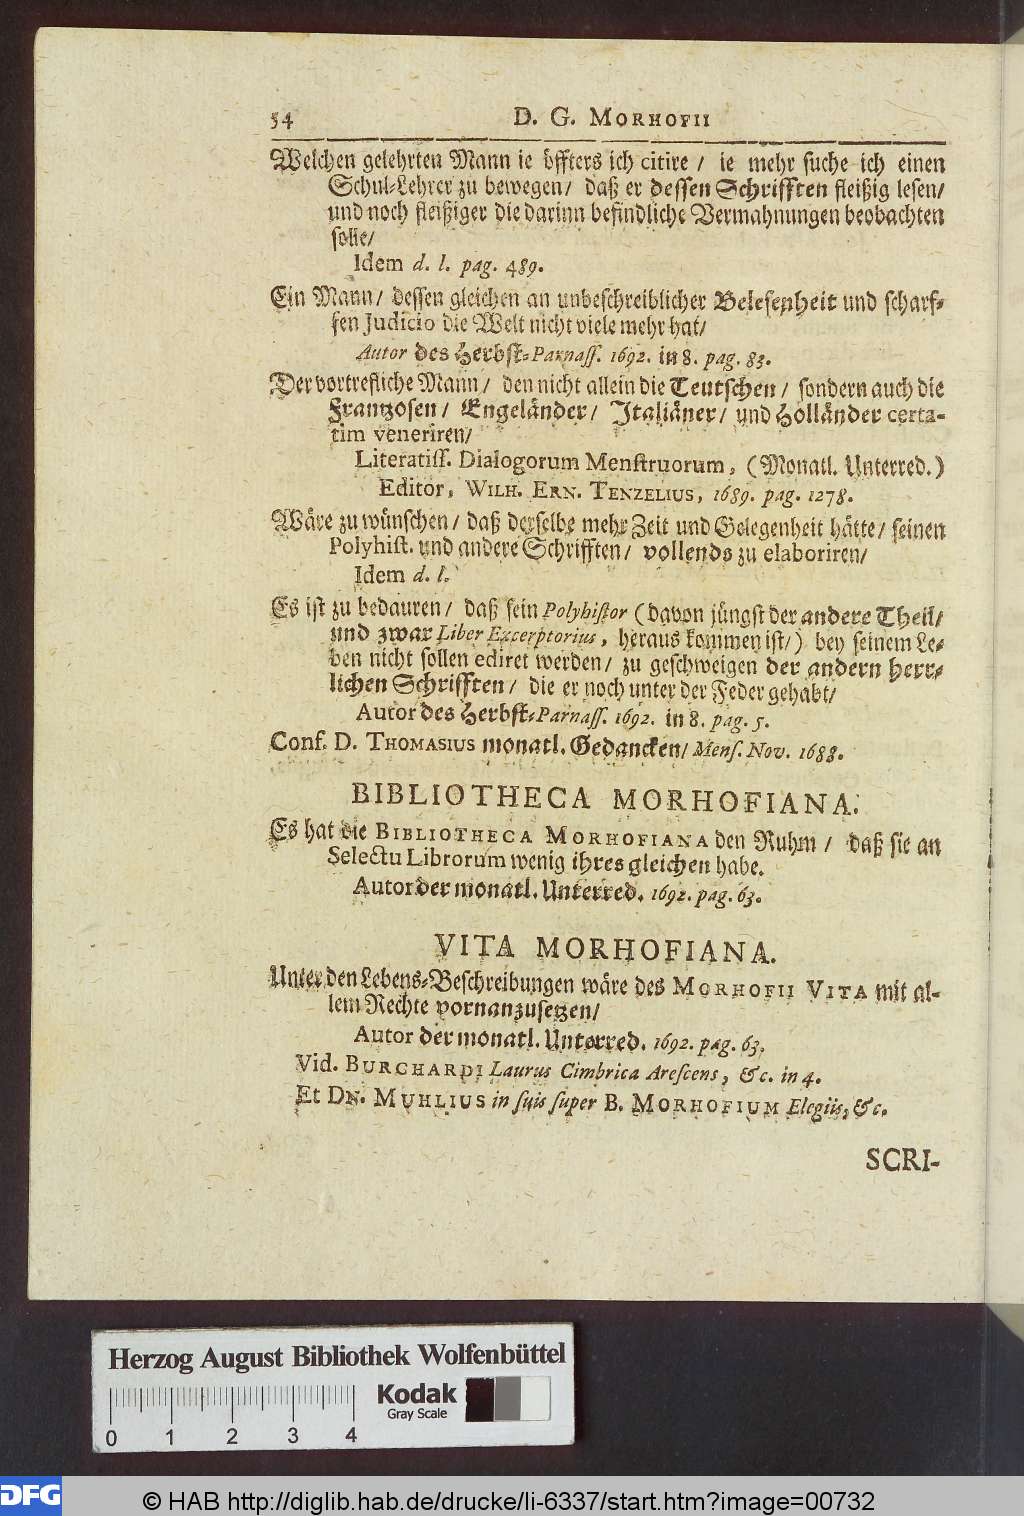 54 D. G. MORHOFII
Welchen gelehrten Mann ie öffters ich citire / ie mehr suche ich einen
Schul-Lehrer zu bewegen / daß er dessen Schrifften fleißig lesen /
und noch fleißiger die darinn befindliche Vermahnungen beobachten
solle /
Idem d. l. pag. 489.
Ein Mann / dessen gleichen an unbeschreiblicher Belesenheit und scharf-
fen Judicio die Welt nicht viele mehr hat /
Autor des Herbst-Parnass. 1692. in 8. pag. 83.
Der vortrefliche Mann / den nicht allein die Teutschen / sondern auch die
Frantzosen / Engeländer / Italiäner / und Holländer certa-
tim veneriren /
Literatiss. Dialogorum Menstruorum, (Monatl. Unterred.)
Editor, WILH. ERN. TENZELIUS, 1689. pag. 1278.
Wäre zu wünschen / daß derselbe mehr Zeit und Gelegenheit hätte / seinen
Polyhist. und andere Schrifften / vollends zu elaboriren /
Idem d. l.
Es ist zu bedauren / daß sein Polyhistor (davon jüngst der andere Theil /
und zwar Liber Excerptorius, heraus kommen ist /) bey seinem Le-
ben nicht sollen ediret werden / zu geschweigen der andern herr-
lichen Schrifften / die er noch unter der Feder gehabt /
Autor des Herbst-Parnass. 1692. in 8. pag. 5.
Conf. D. THOMASIUS monatl. Gedancken / Mens. Nov. 1688.
BIBLIOTHECA MORHOFIANA.
Es hat die BIBLIOTHECA MORHOFIANA den Ruhm / daß sie an
Selectu Librorum wenig ihres gleichen habe.
Autor der monatl. Unterred. 1692. pag. 63.
VITA MORHOFIANA.
Unter den Lebens-Beschreibungen wäre des MORHOFII VITA mit al-
lem Rechte vornanzusetzen /
Autor der monatl. Unterred. 1692. pag. 63.
Vid. BURCHARDI Laurus Cimbrica Arescens, &c. in 4.
Et DN. MUHLIUS in suis super B. MORHOFIUM Elegiis, &c.
SCRI-
Herzog August Bibliothek Wolfenbüttel
Kodak
Gray Scale
0 1 2 3 4
DFG
© HAB http://diglib.hab.de/drucke/li-6337/start.htm?image=00732